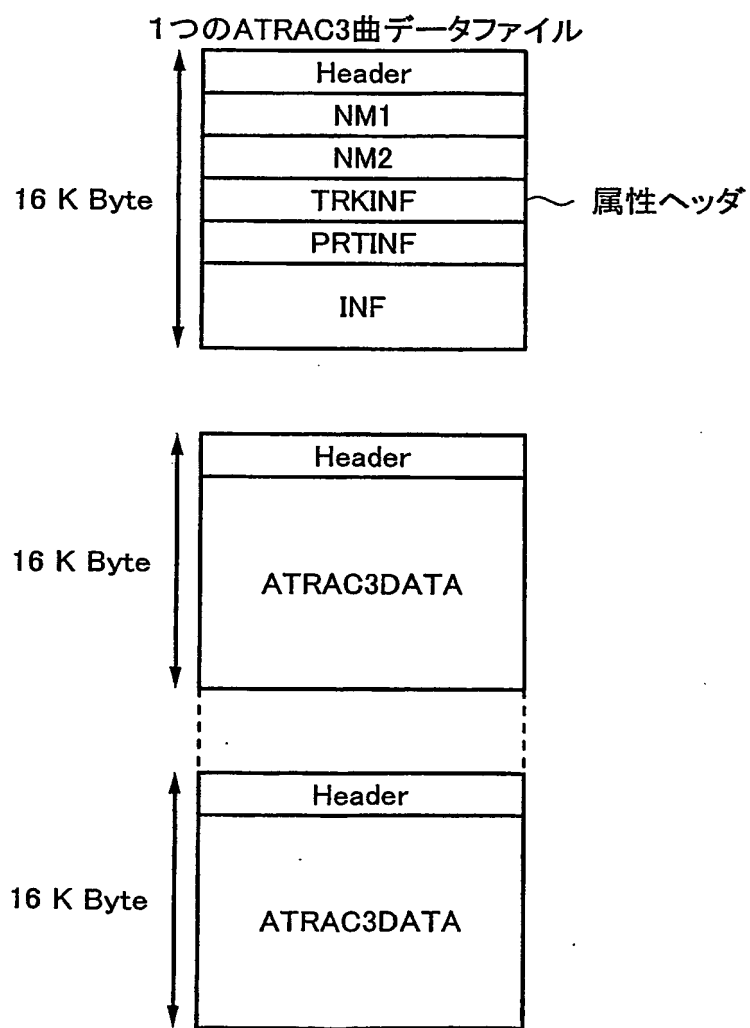 1つのATRAC3曲データファイル
Header
NM1
NM2
16 K Byte
TRKINF
属性ヘッダ
PRTINF
INF
Header
16 K Byte
ATRAC3DATA
Header
16 K Byte
ATRAC3DATA